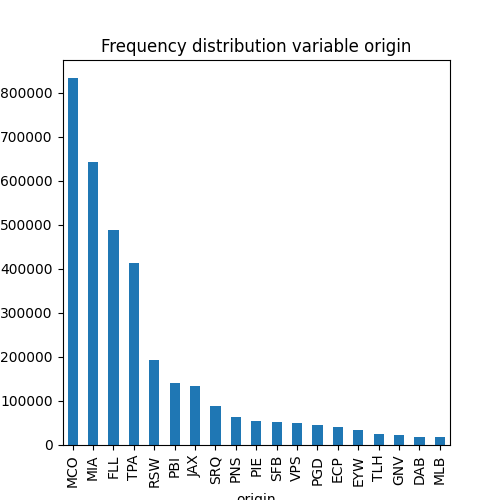 Frequency distribution variable origin
800000
700000
600000
500000
400000
300000
200000
100000
0
MCO
MIA
FLL
TPA
RSW
PBI
JAX
SRQ
PNS
PIE
SFB
VPS
PGD
ECP
EYW
TLH
GNV
DAB
MLB
origin